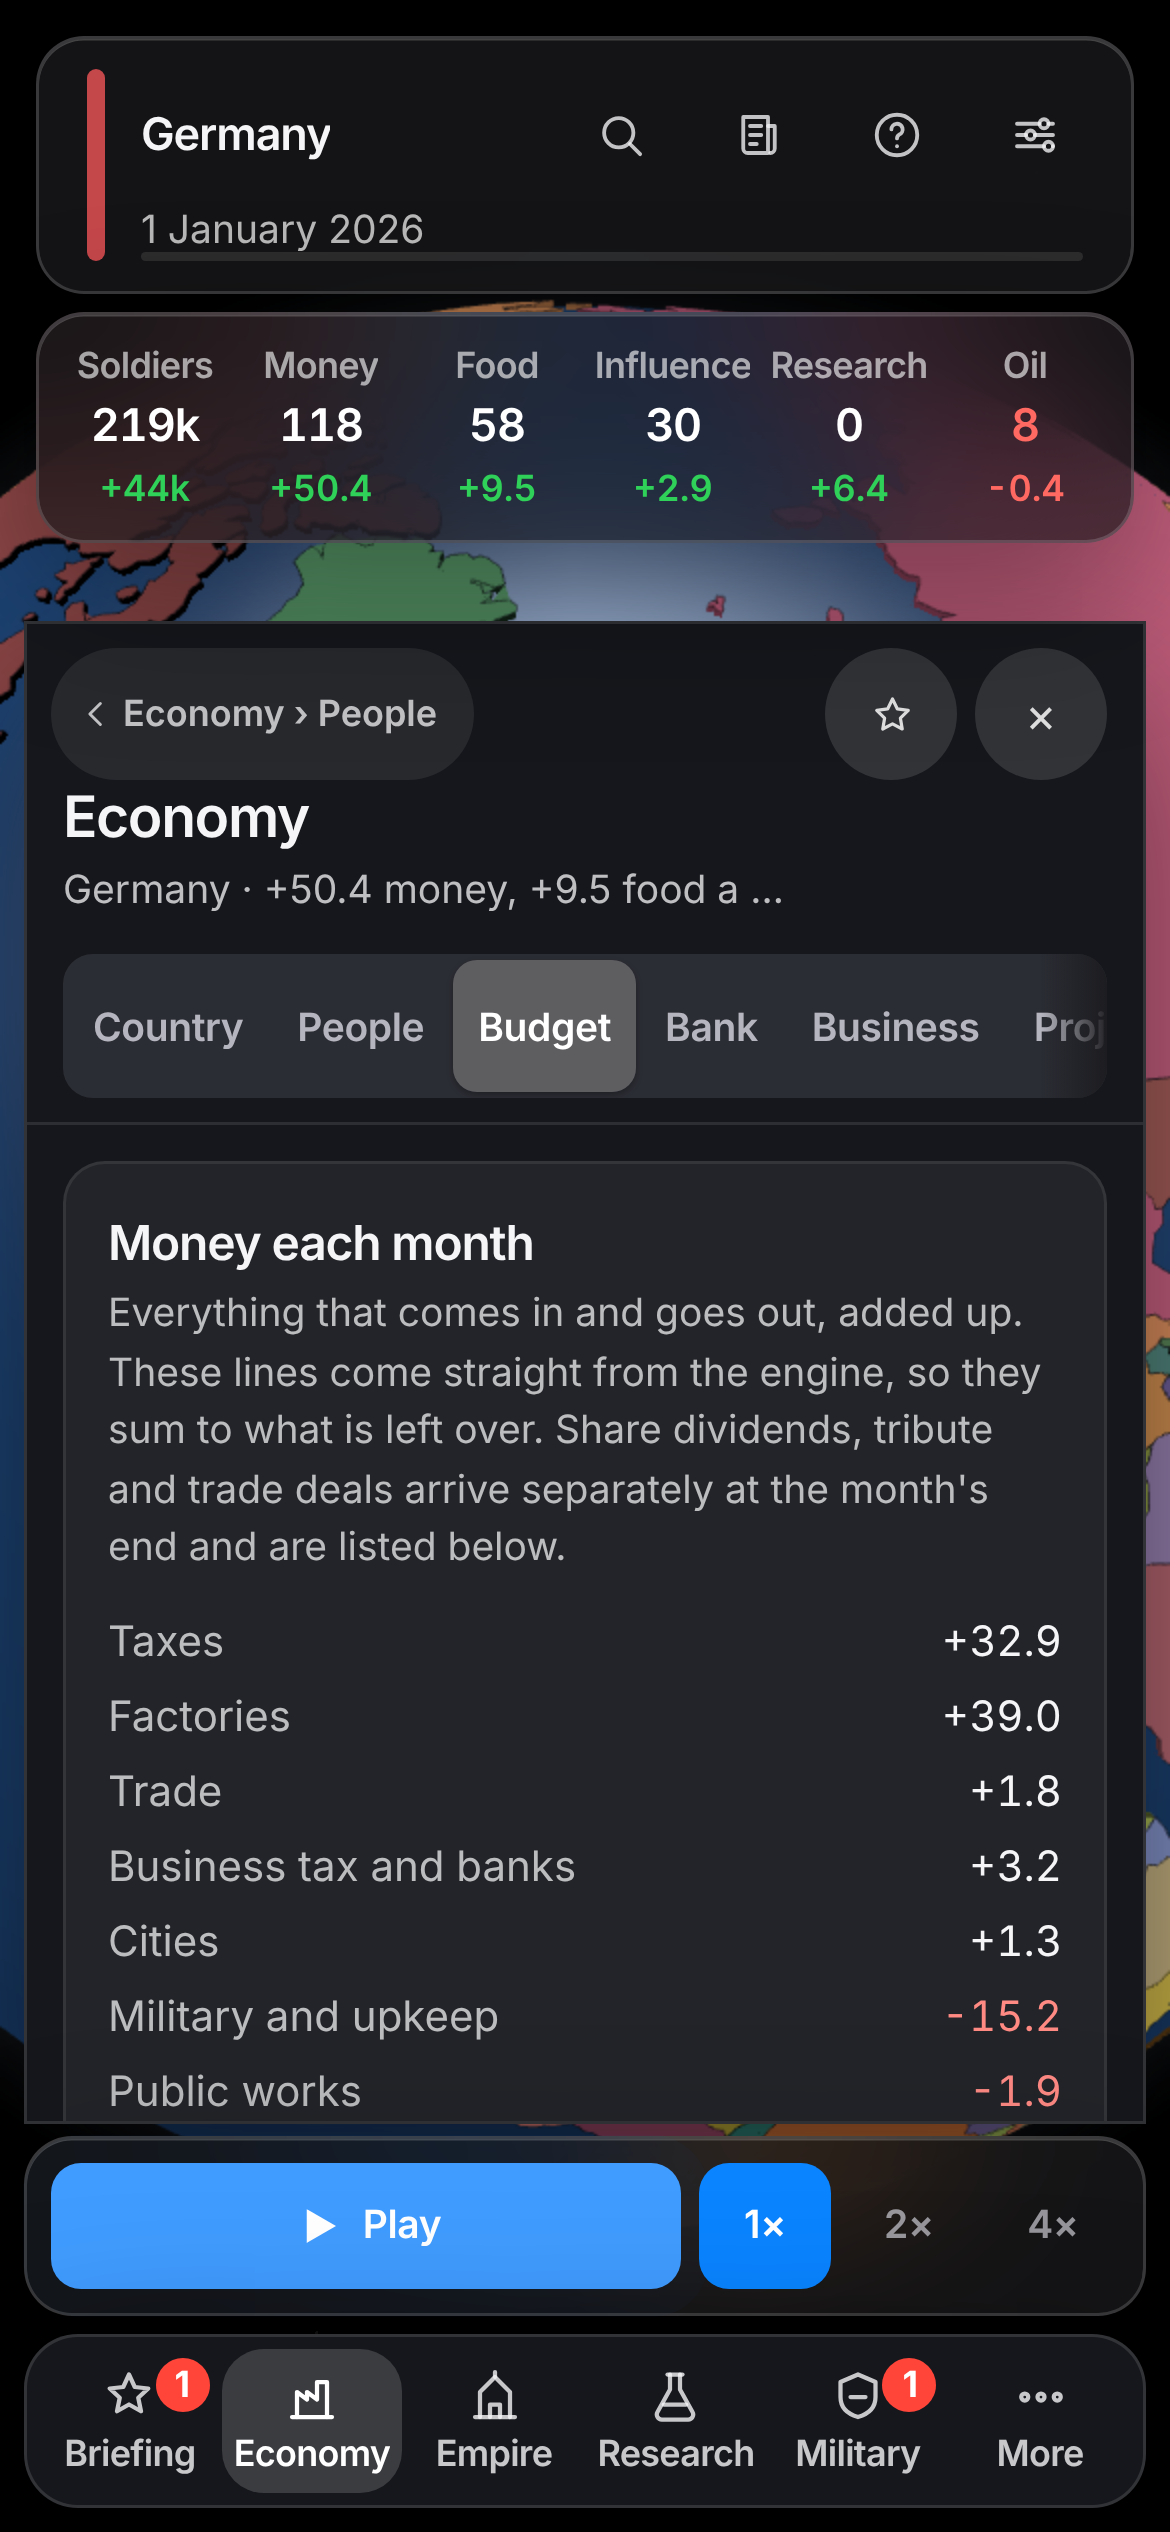 Germany
1 January 2026
Soldiers Money Food Influence Research Oil
219k 118 58 30 0 8
+44k +50.4 +9.5 +2.9 +6.4 -0.4
Economy › People
Economy
Germany · +50.4 money, +9.5 food a ...
Country People Budget Bank Business Proj
Money each month
Everything that comes in and goes out, added up.
These lines come straight from the engine, so they
sum to what is left over. Share dividends, tribute
and trade deals arrive separately at the month's
end and are listed below.
Taxes +32.9
Factories +39.0
Trade +1.8
Business tax and banks +3.2
Cities +1.3
Military and upkeep -15.2
Public works -1.9
Play 1× 2× 4×
1 1
Briefing Economy Empire Research Military More